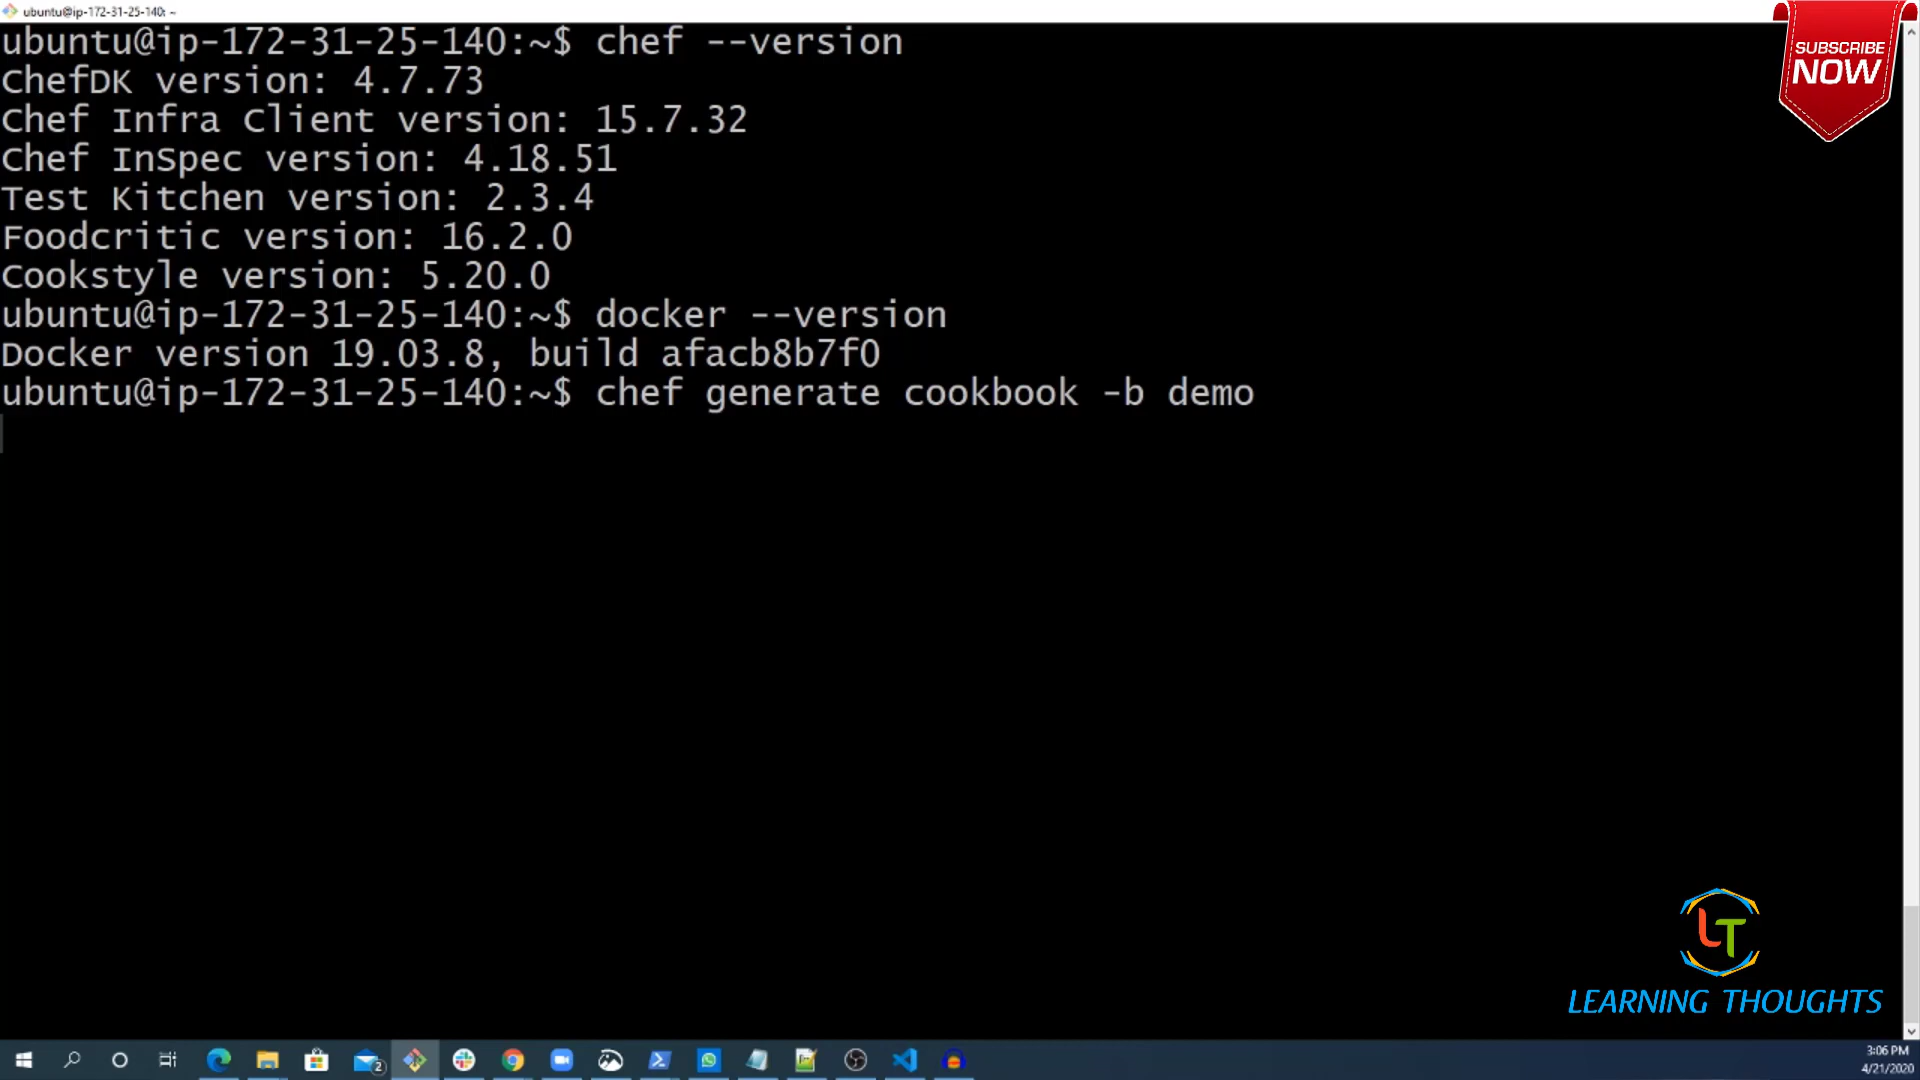 ubuntu@ip-172-31-25-140: ~
ubuntu@ip-172-31-25-140:~$ chef --version
ChefDK version: 4.7.73
Chef Infra Client version: 15.7.32
Chef InSpec version: 4.18.51
Test Kitchen version: 2.3.4
Foodcritic version: 16.2.0
Cookstyle version: 5.20.0
ubuntu@ip-172-31-25-140:~$ docker --version
Docker version 19.03.8, build afacb8b7f0
ubuntu@ip-172-31-25-140:~$ chef generate cookbook -b demo
SUBSCRIBE
NOW
LT
LEARNING THOUGHTS
2
3:06 PM
4/21/2020